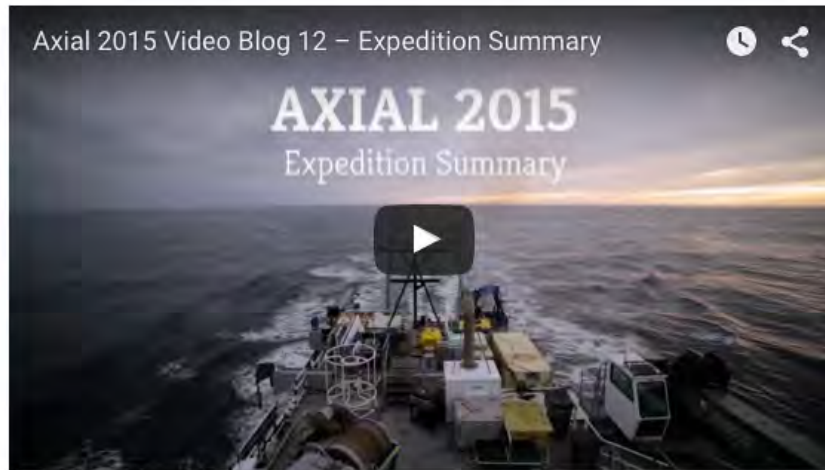 Axial 2015 Video Blog 12 – Expedition Summary
AXIAL 2015
Expedition Summary